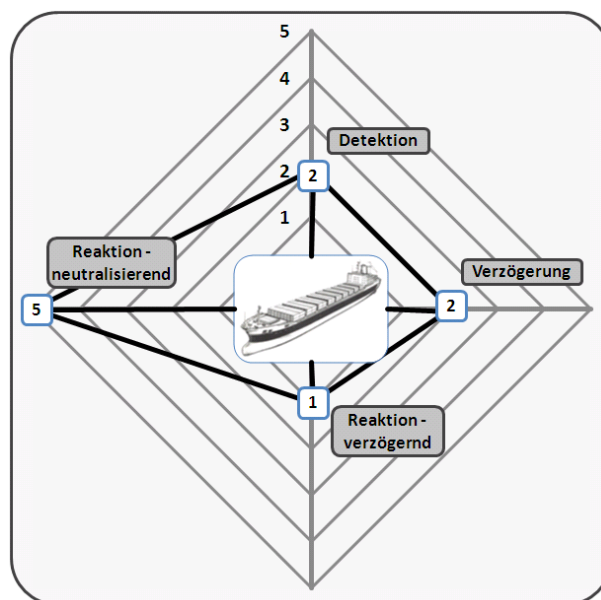 5
4
3
Detektion
2
2
1
Reaktion -
neutralisierend
Verzögerung
5
2
1
Reaktion -
verzögernd